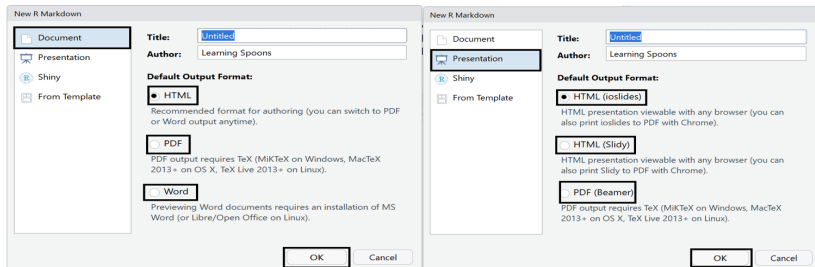 New R Markdown
Document
Presentation
Shiny
From Template
Title: Untitled
Author: Learning Spoons
Default Output Format:
HTML
Recommended format for authoring (you can switch to PDF
or Word output anytime).
PDF
PDF output requires TeX (MiKTeX on Windows, MacTeX
2013+ on OS X, TeX Live 2013+ on Linux).
Word
Previewing Word documents requires an installation of MS
Word (or Libre/Open Office on Linux).
OK Cancel
New R Markdown
Document
Presentation
Shiny
From Template
Title: Untitled
Author: Learning Spoons
Default Output Format:
HTML (ioslides)
HTML presentation viewable with any browser (you can
also print ioslides to PDF with Chrome).
HTML (Slidy)
HTML presentation viewable with any browser (you can
also print Slidy to PDF with Chrome).
PDF (Beamer)
PDF output requires TeX (MiKTeX on Windows, MacTeX
2013+ on OS X, TeX Live 2013+ on Linux).
OK Cancel